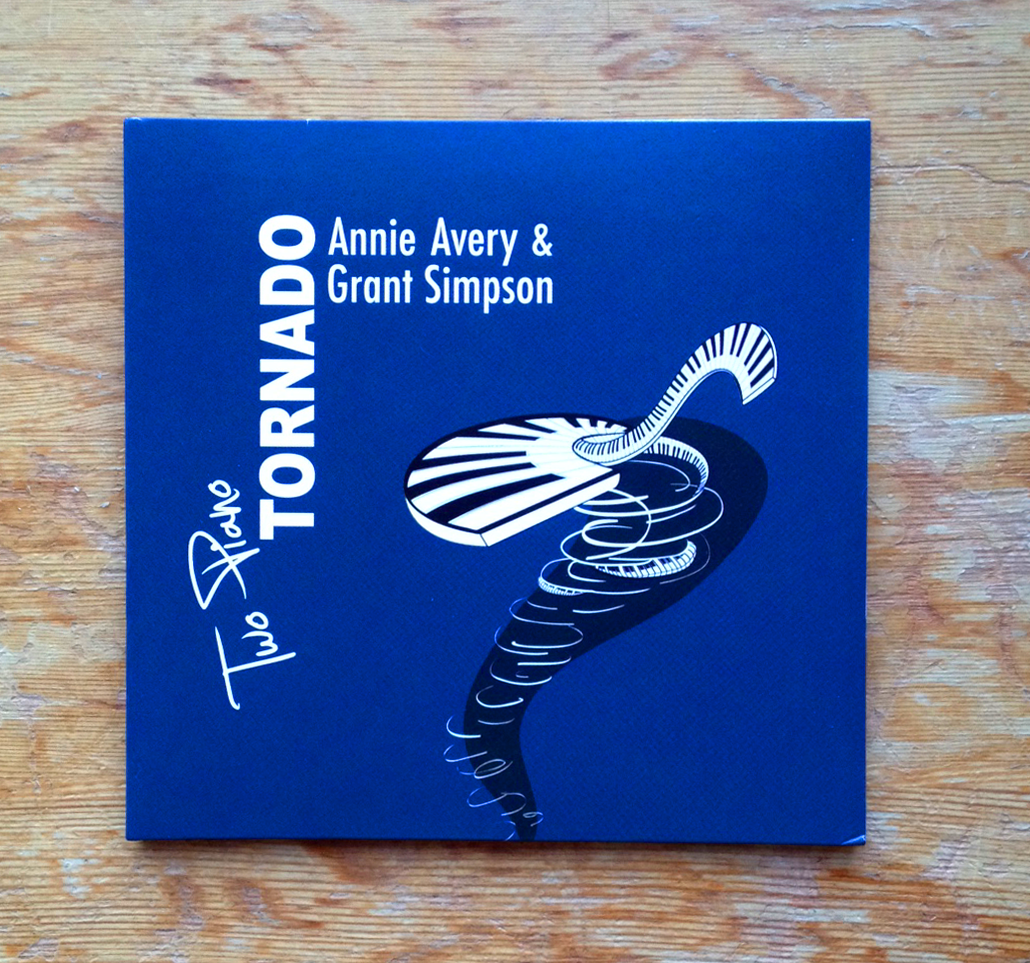 Two Piano
TORNADO
Annie Avery &
Grant Simpson